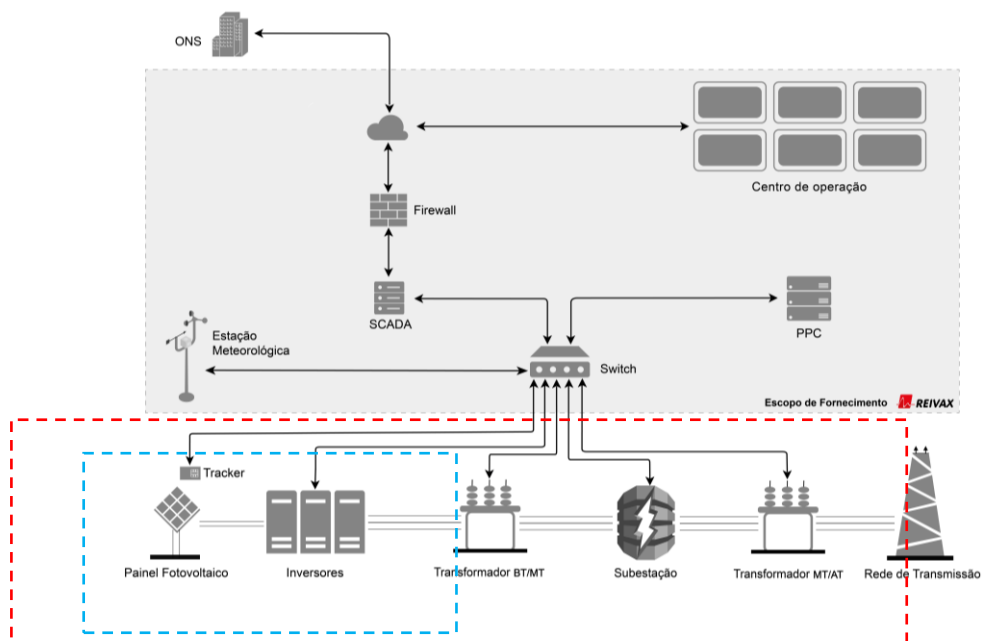 ONS
Centro de operação
Firewall
SCADA
PPC
Estação
Meteorológica
Switch
Escopo de Fornecimento REIVAX
Tracker
Painel Fotovoltaico
Inversores
Transformador BT/MT
Subestação
Transformador MT/AT
Rede de Transmissão